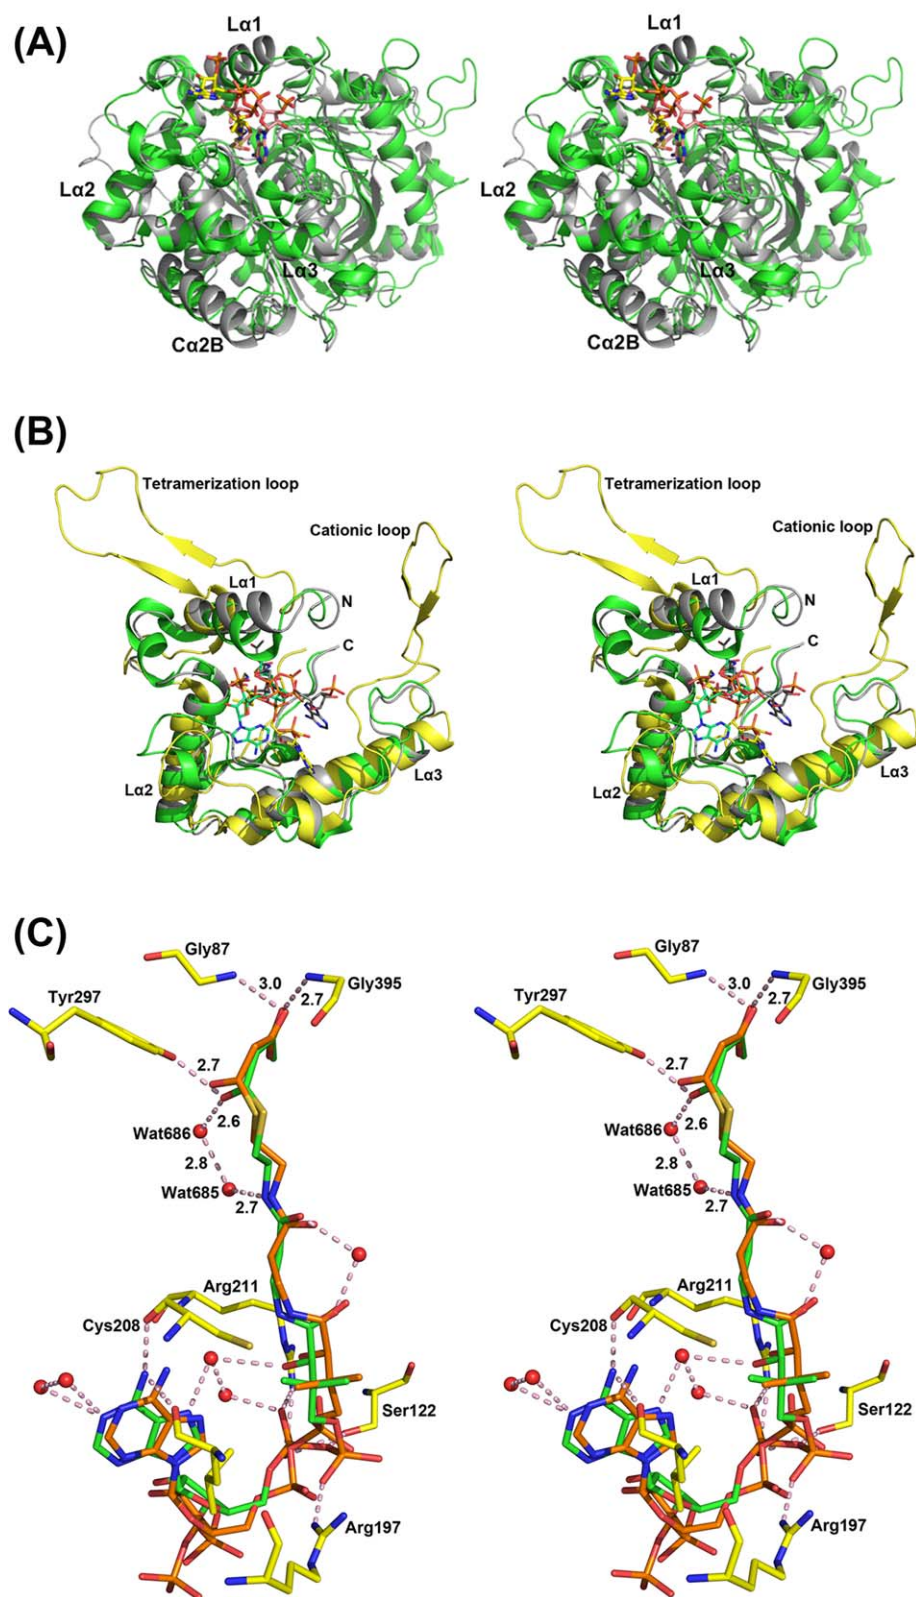 (A)
Lα1
Lα1
Lα2
Lα2
Lα3
Lα3
Cα2B
Cα2B
(B)
Tetramerization loop
Tetramerization loop
Cationic loop
Cationic loop
Lα1
Lα1
N
N
C
C
Lα2
Lα2
Lα3
Lα3
(C)
Gly87
Gly87
3.0
3.0
2.7
2.7
Gly395
Gly395
Tyr297
Tyr297
2.7
2.7
2.6
2.6
Wat686
Wat686
2.8
2.8
Wat685
Wat685
2.7
2.7
Arg211
Arg211
Cys208
Cys208
Ser122
Ser122
Arg197
Arg197